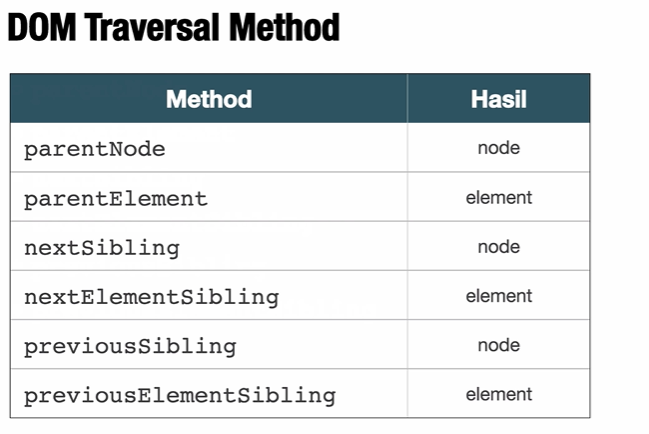 DOM Traversal Method
Method Hasil
parentNode node
parentElement element
nextSibling node
nextElementSibling element
previousSibling node
previousElementSibling element